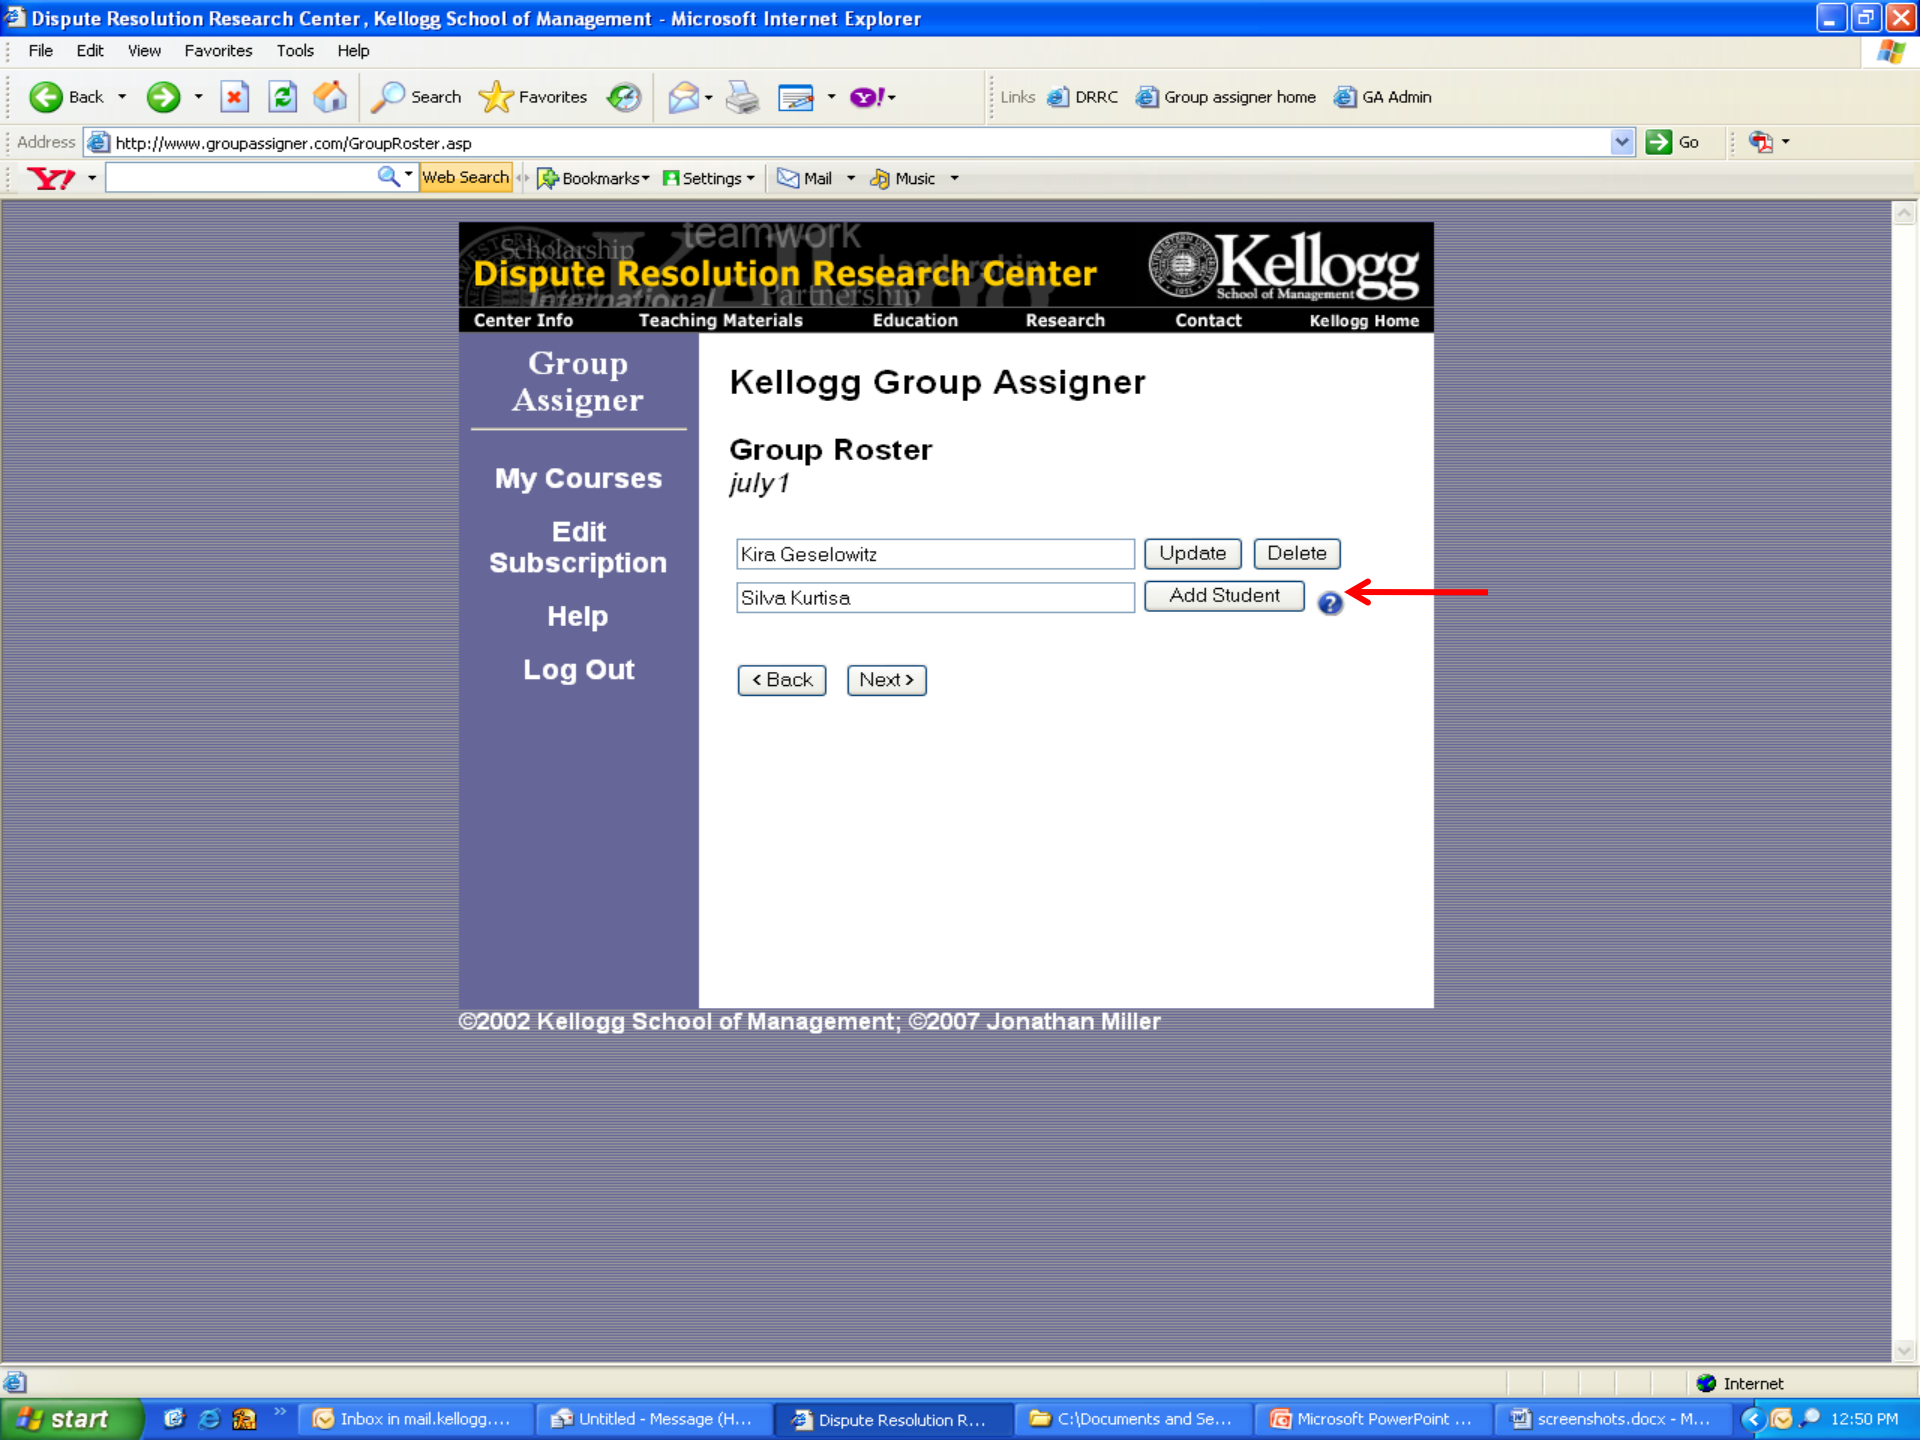 Dispute Resolution Research Center, Kellogg School of Management - Microsoft Internet Explorer
File Edit View Favorites Tools Help
Back Search Favorites Links DRRC Group assigner home GA Admin
Address http://www.groupassigner.com/GroupRoster.asp Go
Y! Web Search Bookmarks Settings Mail Music
teamwork
Scholarship
Leadership
Dispute Resolution Research Center
International Partnership
Kellogg
School of Management
Center Info Teaching Materials Education Research Contact Kellogg Home
Group
Assigner
My Courses
Edit
Subscription
Help
Log Out
Kellogg Group Assigner
Group Roster
july1
Kira Geselowitz Update Delete
Silva Kurtisa Add Student ?
< Back Next >
©2002 Kellogg School of Management; ©2007 Jonathan Miller
Internet
start Inbox in mail.kellogg.... Untitled - Message (H... Dispute Resolution R... C:\Documents and Se... Microsoft PowerPoint ... screenshots.docx - M... 12:50 PM